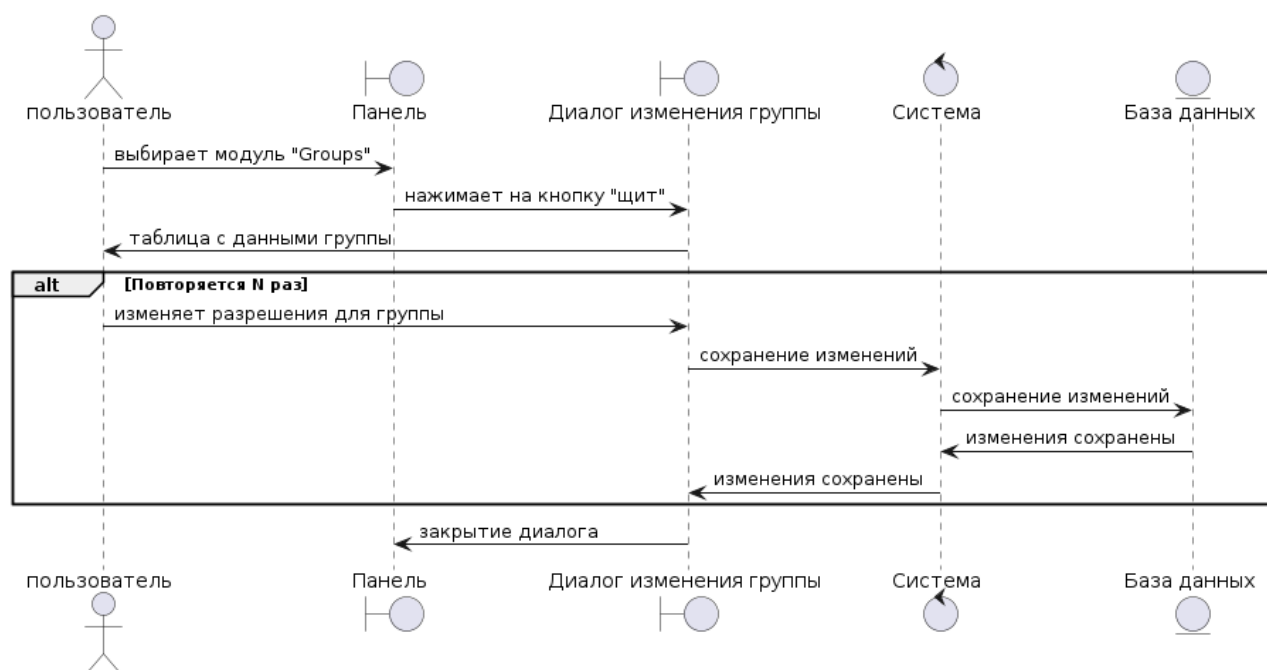 пользователь
Панель
Диалог изменения группы
Система
База данных
выбирает модуль "Groups"
нажимает на кнопку "щит"
таблица с данными группы
alt
[Повторяется N раз]
изменяет разрешения для группы
сохранение изменений
сохранение изменений
изменения сохранены
изменения сохранены
закрытие диалога
пользователь
Панель
Диалог изменения группы
Система
База данных